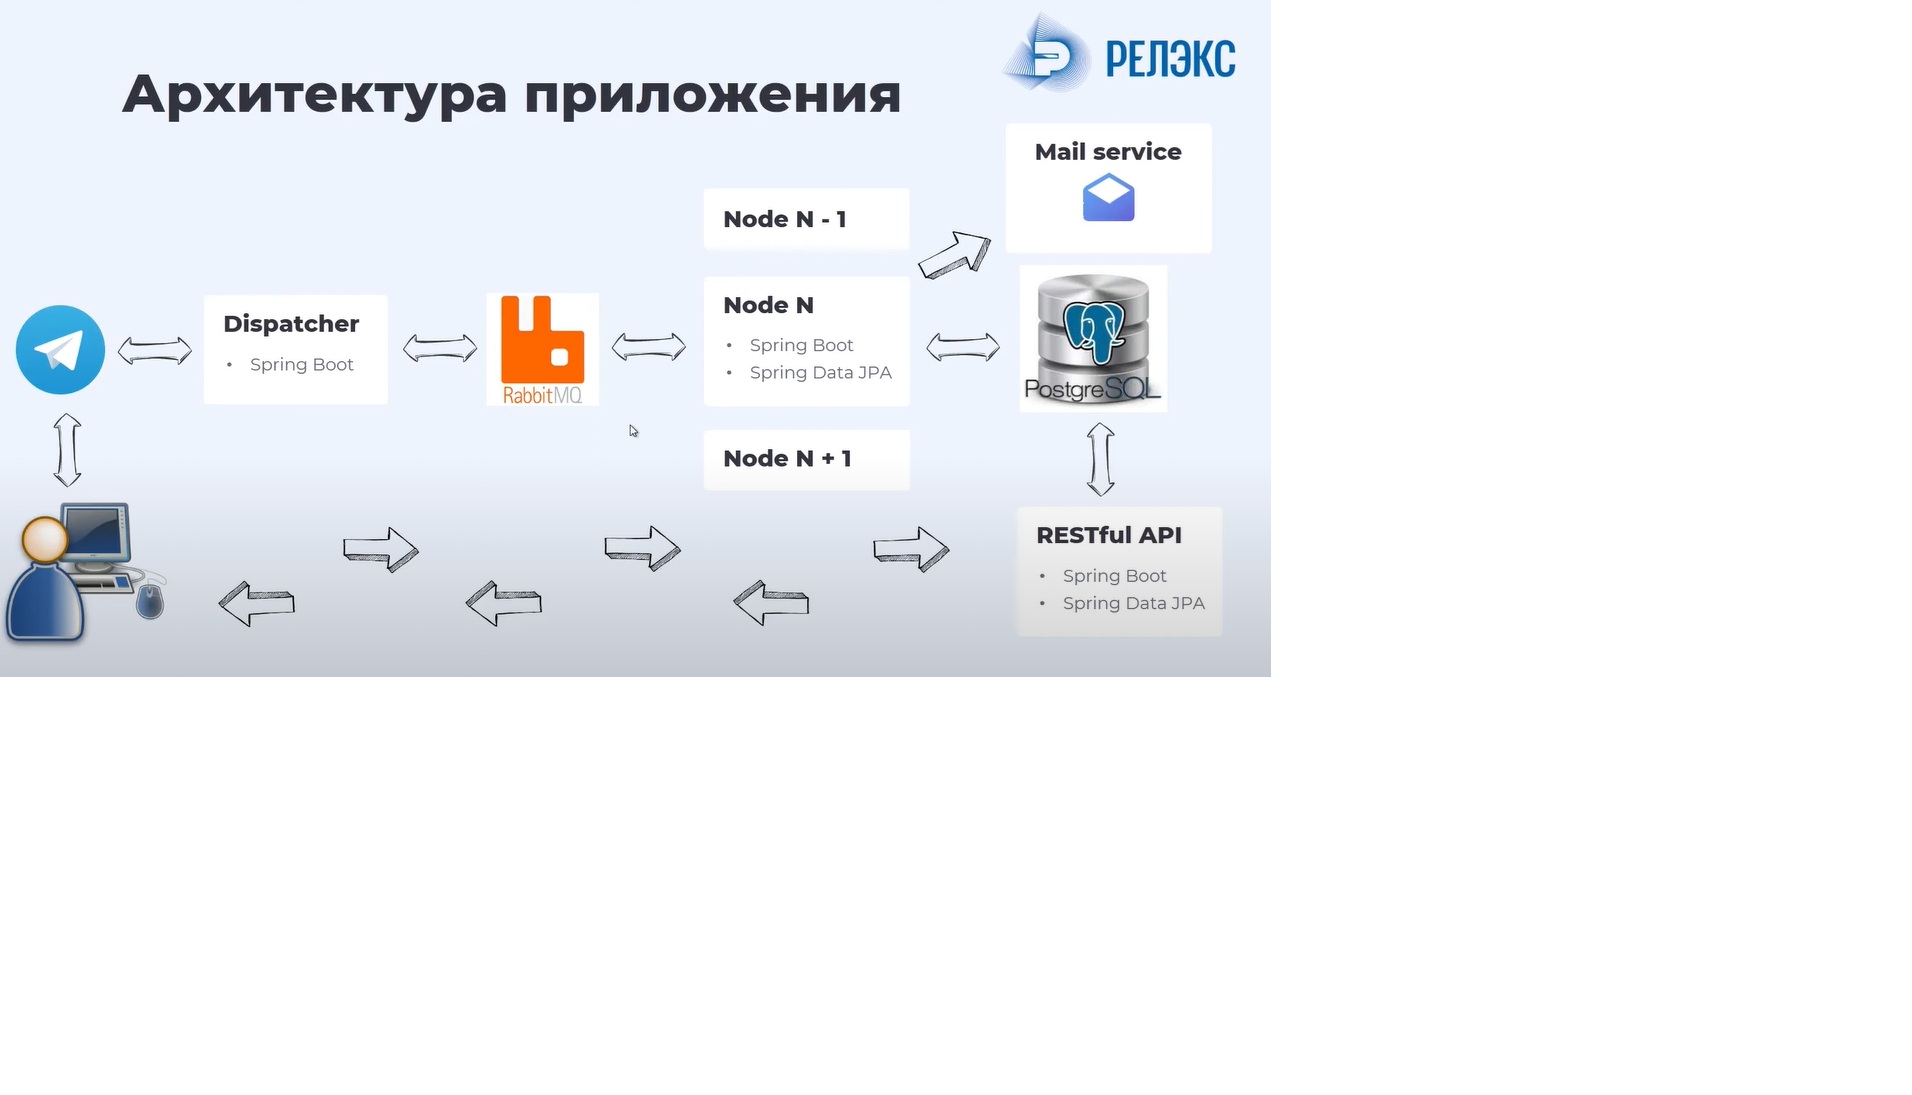 РЕЛЭКС
Архитектура приложения
Mail service
Node N - 1
Dispatcher
• Spring Boot
RabbitMQ
Node N
• Spring Boot
• Spring Data JPA
PostgreSQL
Node N + 1
RESTful API
• Spring Boot
• Spring Data JPA